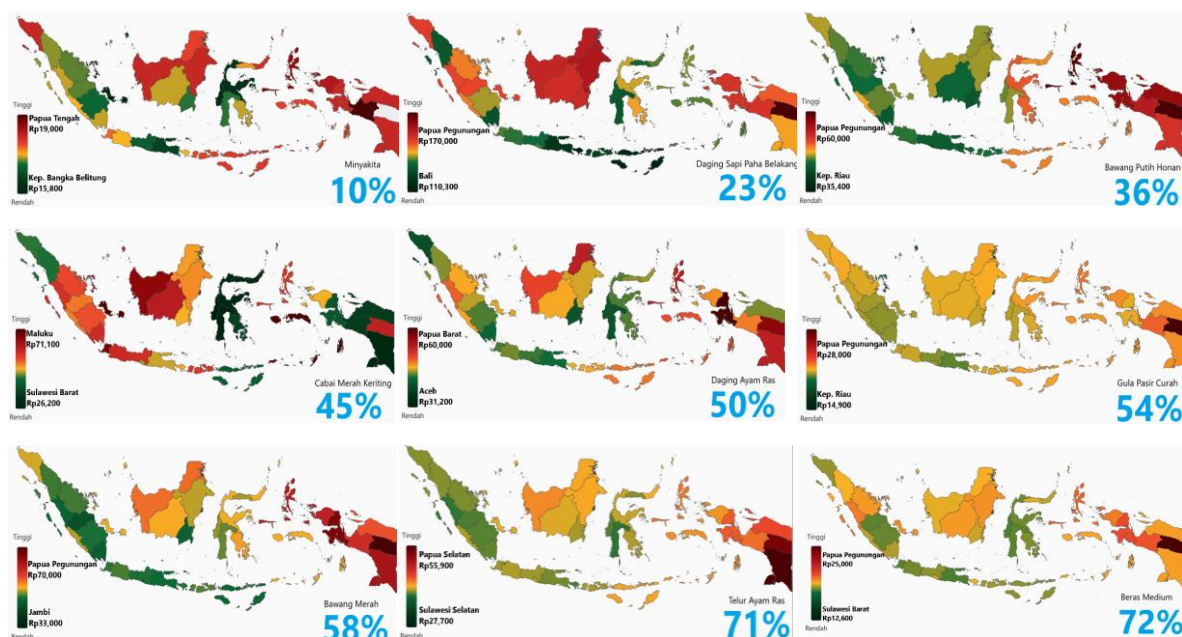 Tinggi
Papua Tengah
Rp19,000
Kep. Bangka Belitung
Rp15,800
Rendah
Minyakita
10%
Tinggi
Papua Pegunungan
Rp170,000
Bali
Rp110,300
Rendah
Daging Sapi Paha Belakang
23%
Tinggi
Papua Pegunungan
Rp60,000
Kep. Riau
Rp35,400
Rendah
Bawang Putih Honan
36%
Tinggi
Maluku
Rp71,100
Sulawesi Barat
Rp26,200
Rendah
Cabai Merah Keriting
45%
Tinggi
Papua Barat
Rp60,000
Aceh
Rp31,200
Rendah
Daging Ayam Ras
50%
Tinggi
Papua Pegunungan
Rp28,000
Kep. Riau
Rp14,900
Rendah
Gula Pasir Curah
54%
Tinggi
Papua Pegunungan
Rp70,000
Jambi
Rp33,000
Rendah
Bawang Merah
58%
Tinggi
Papua Selatan
Rp55,900
Sulawesi Selatan
Rp27,700
Rendah
Telur Ayam Ras
71%
Tinggi
Papua Pegunungan
Rp25,000
Sulawesi Barat
Rp12,600
Rendah
Beras Medium
72%